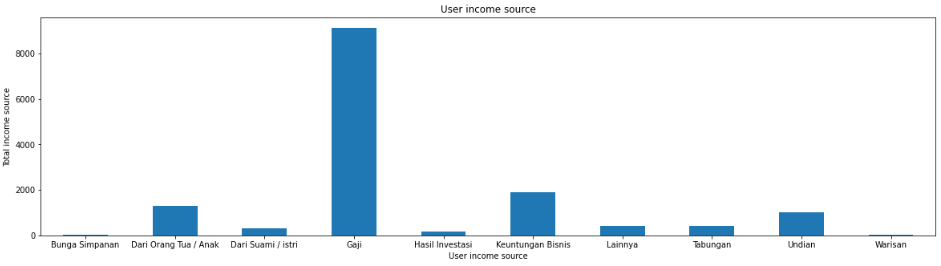 User income source
Total income source
8000
6000
4000
2000
0
Bunga Simpanan Dari Orang Tua / Anak Dari Suami / istri Gaji Hasil Investasi Keuntungan Bisnis Lainnya Tabungan Undian Warisan
User income source